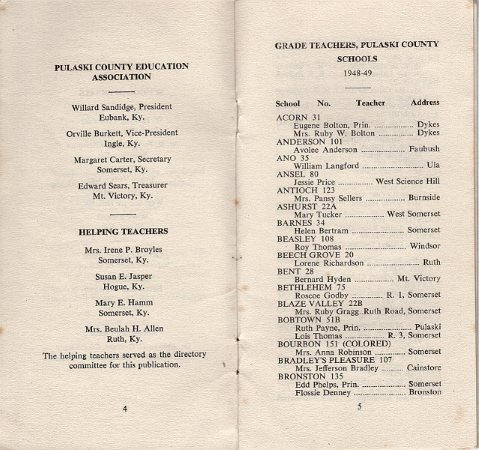 PULASKI COUNTY EDUCATION
ASSOCIATION
Willard Sandidge, President
Eubank, Ky.
Orville Burkett, Vice-President
Ingle, Ky.
Margaret Carter, Secretary
Somerset, Ky.
Edward Sears, Treasurer
Mt. Victory, Ky.
HELPING TEACHERS
Mrs. Irene P. Broyles
Somerset, Ky.
Susan E. Jasper
Hogue, Ky.
Mary E. Hamm
Somerset, Ky.
Mrs. Beulah H. Allen
Ruth, Ky.
The helping teachers served as the directory
committee for this publication.
4
GRADE TEACHERS, PULASKI COUNTY
SCHOOLS
1948-49
School No. Teacher Address
ACORN 31
Eugene Bolton, Prin. .................. Dykes
Mrs. Ruby W. Bolton ................ Dykes
ANDERSON 101
Avolee Anderson .................. Faubush
ANO 35
William Langford ........................ Ula
ANSEL 80
Jessie Price .................. West Science Hill
ANTIOCH 123
Mrs. Pansy Sellers .................. Burnside
ASHURST 22A
Mary Tucker .................. West Somerset
BARNES 34
Helen Bertram .................. Somerset
BEASLEY 108
Roy Thomas .................. Windsor
BEECH GROVE 20
Lorene Richardson .................. Ruth
BENT 28
Bernard Hyden .................. Mt. Victory
BETHLEHEM 75
Roscoe Godby .................. R. 1, Somerset
BLAZE VALLEY 22B
Mrs. Ruby Gragg ..Ruth Road, Somerset
BOBTOWN 51B
Ruth Payne, Prin. .................. Pulaski
Lois Thomas .................. R. 3, Somerset
BOURBON 151 (COLORED)
Mrs. Anna Robinson .................. Somerset
BRADLEY'S PLEASURE 107
Mrs. Jefferson Bradley ........ Cainstore
BRONSTON 135
Edd Phelps, Prin. .................. Somerset
Flossie Denney .................. Bronston
5